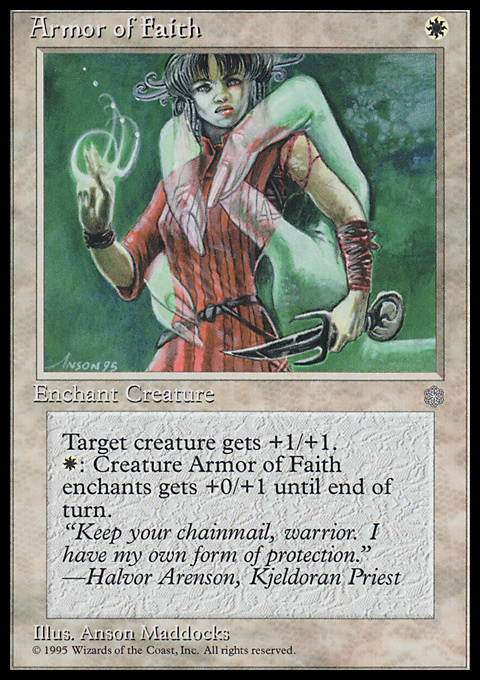 Armor of Faith
ANSON 95
Enchant Creature
Target creature gets +1/+1.
: Creature Armor of Faith
enchants gets +0/+1 until end of
turn.
“Keep your chainmail, warrior. I
have my own form of protection.”
—Halvor Arenson, Kjeldoran Priest
Illus. Anson Maddocks
© 1995 Wizards of the Coast, Inc. All rights reserved.